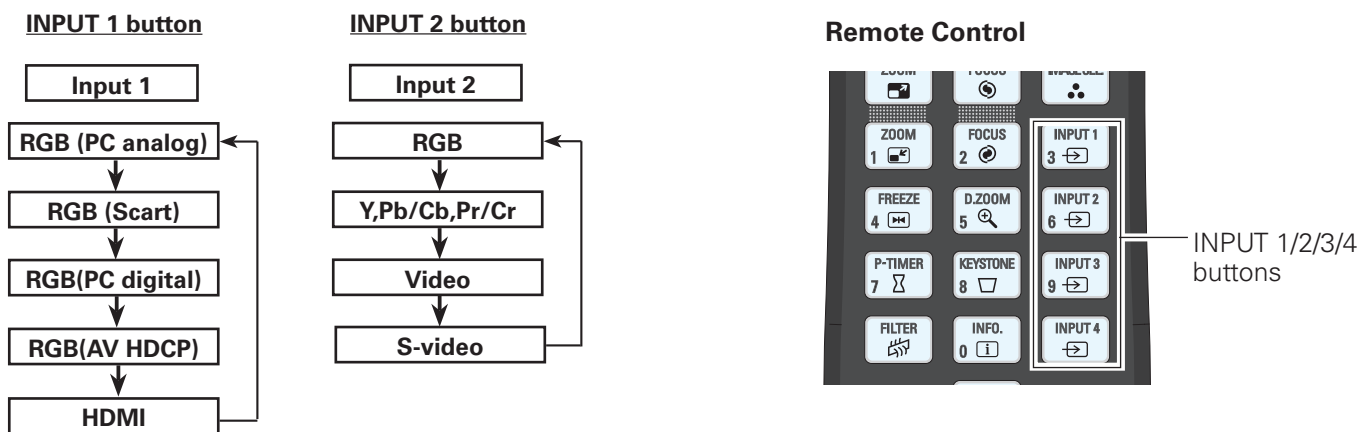 INPUT 1 button
Input 1
RGB (PC analog)
RGB (Scart)
RGB(PC digital)
RGB(AV HDCP)
HDMI
INPUT 2 button
Input 2
RGB
Y,Pb/Cb,Pr/Cr
Video
S-video
Remote Control
ZOOM FOCUS
ZOOM FOCUS INPUT 1
1 2 3
FREEZE D.ZOOM INPUT 2
4 5 6
P-TIMER KEYSTONE INPUT 3
7 8 9
FILTER INFO. INPUT 4
0 i
INPUT 1/2/3/4
buttons